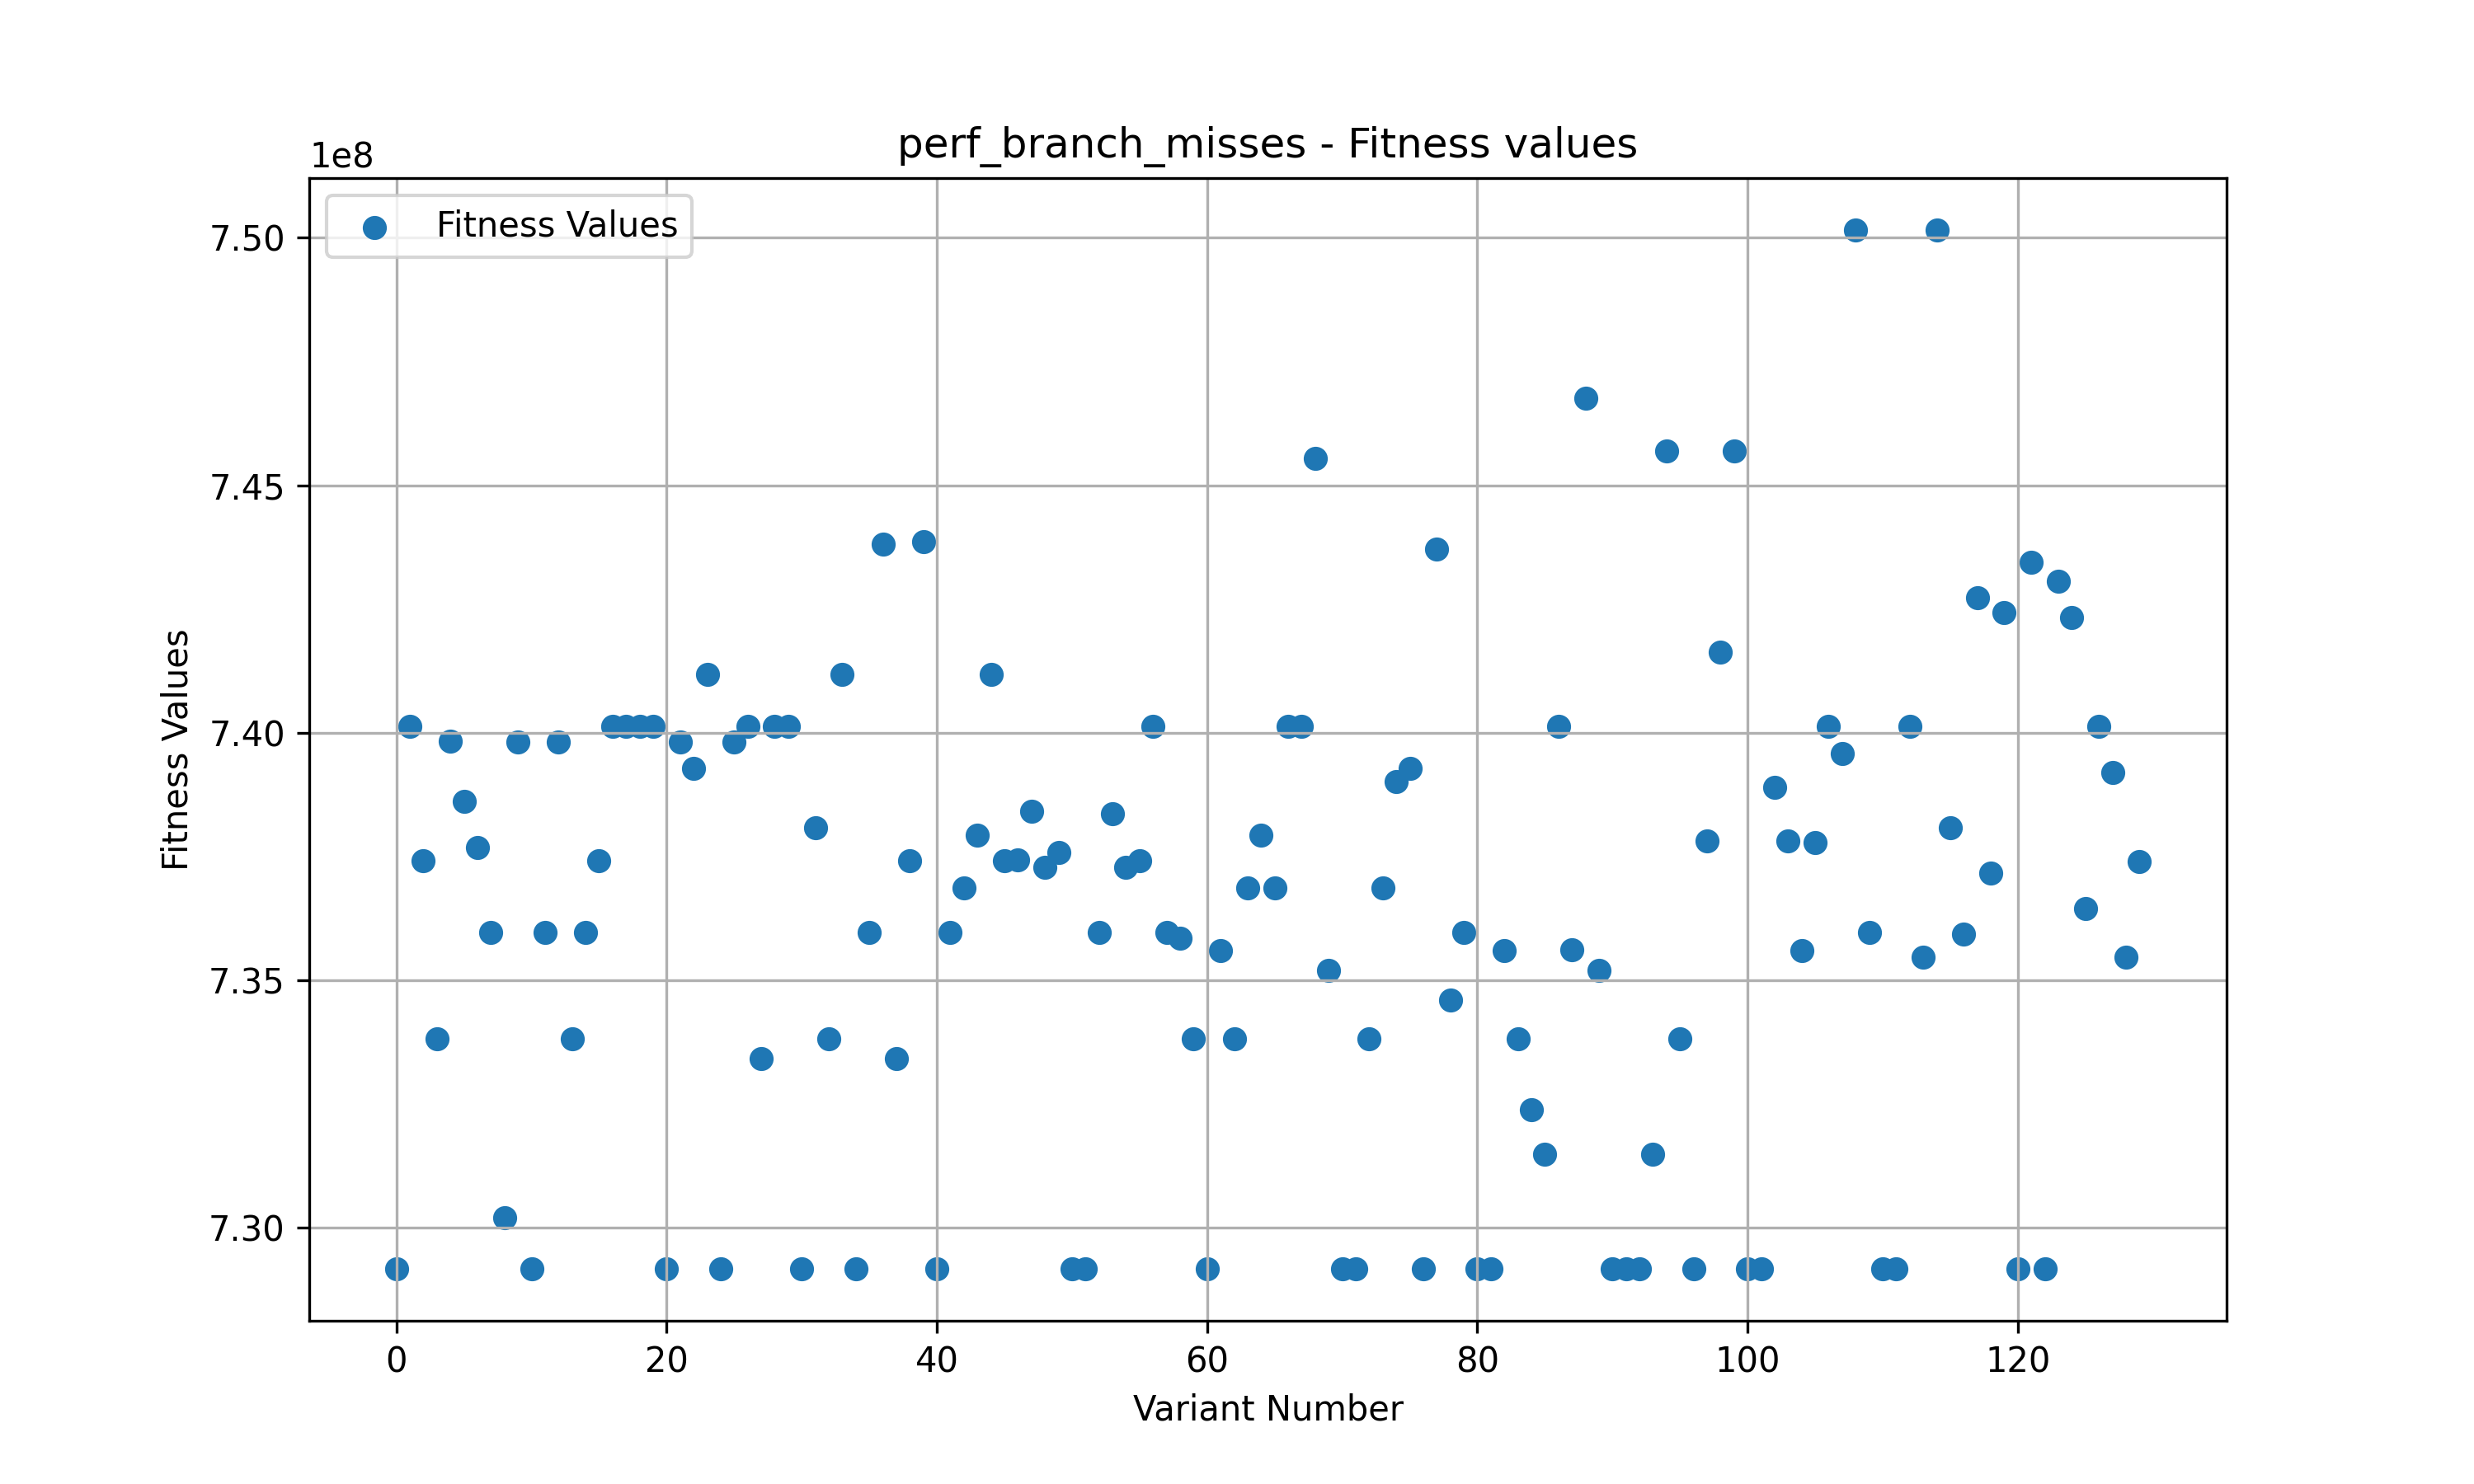 perf_branch_misses - Fitness values
1e8
Fitness Values
7.50
7.45
7.40
7.35
7.30
Fitness Values
0 20 40 60 80 100 120
Variant Number